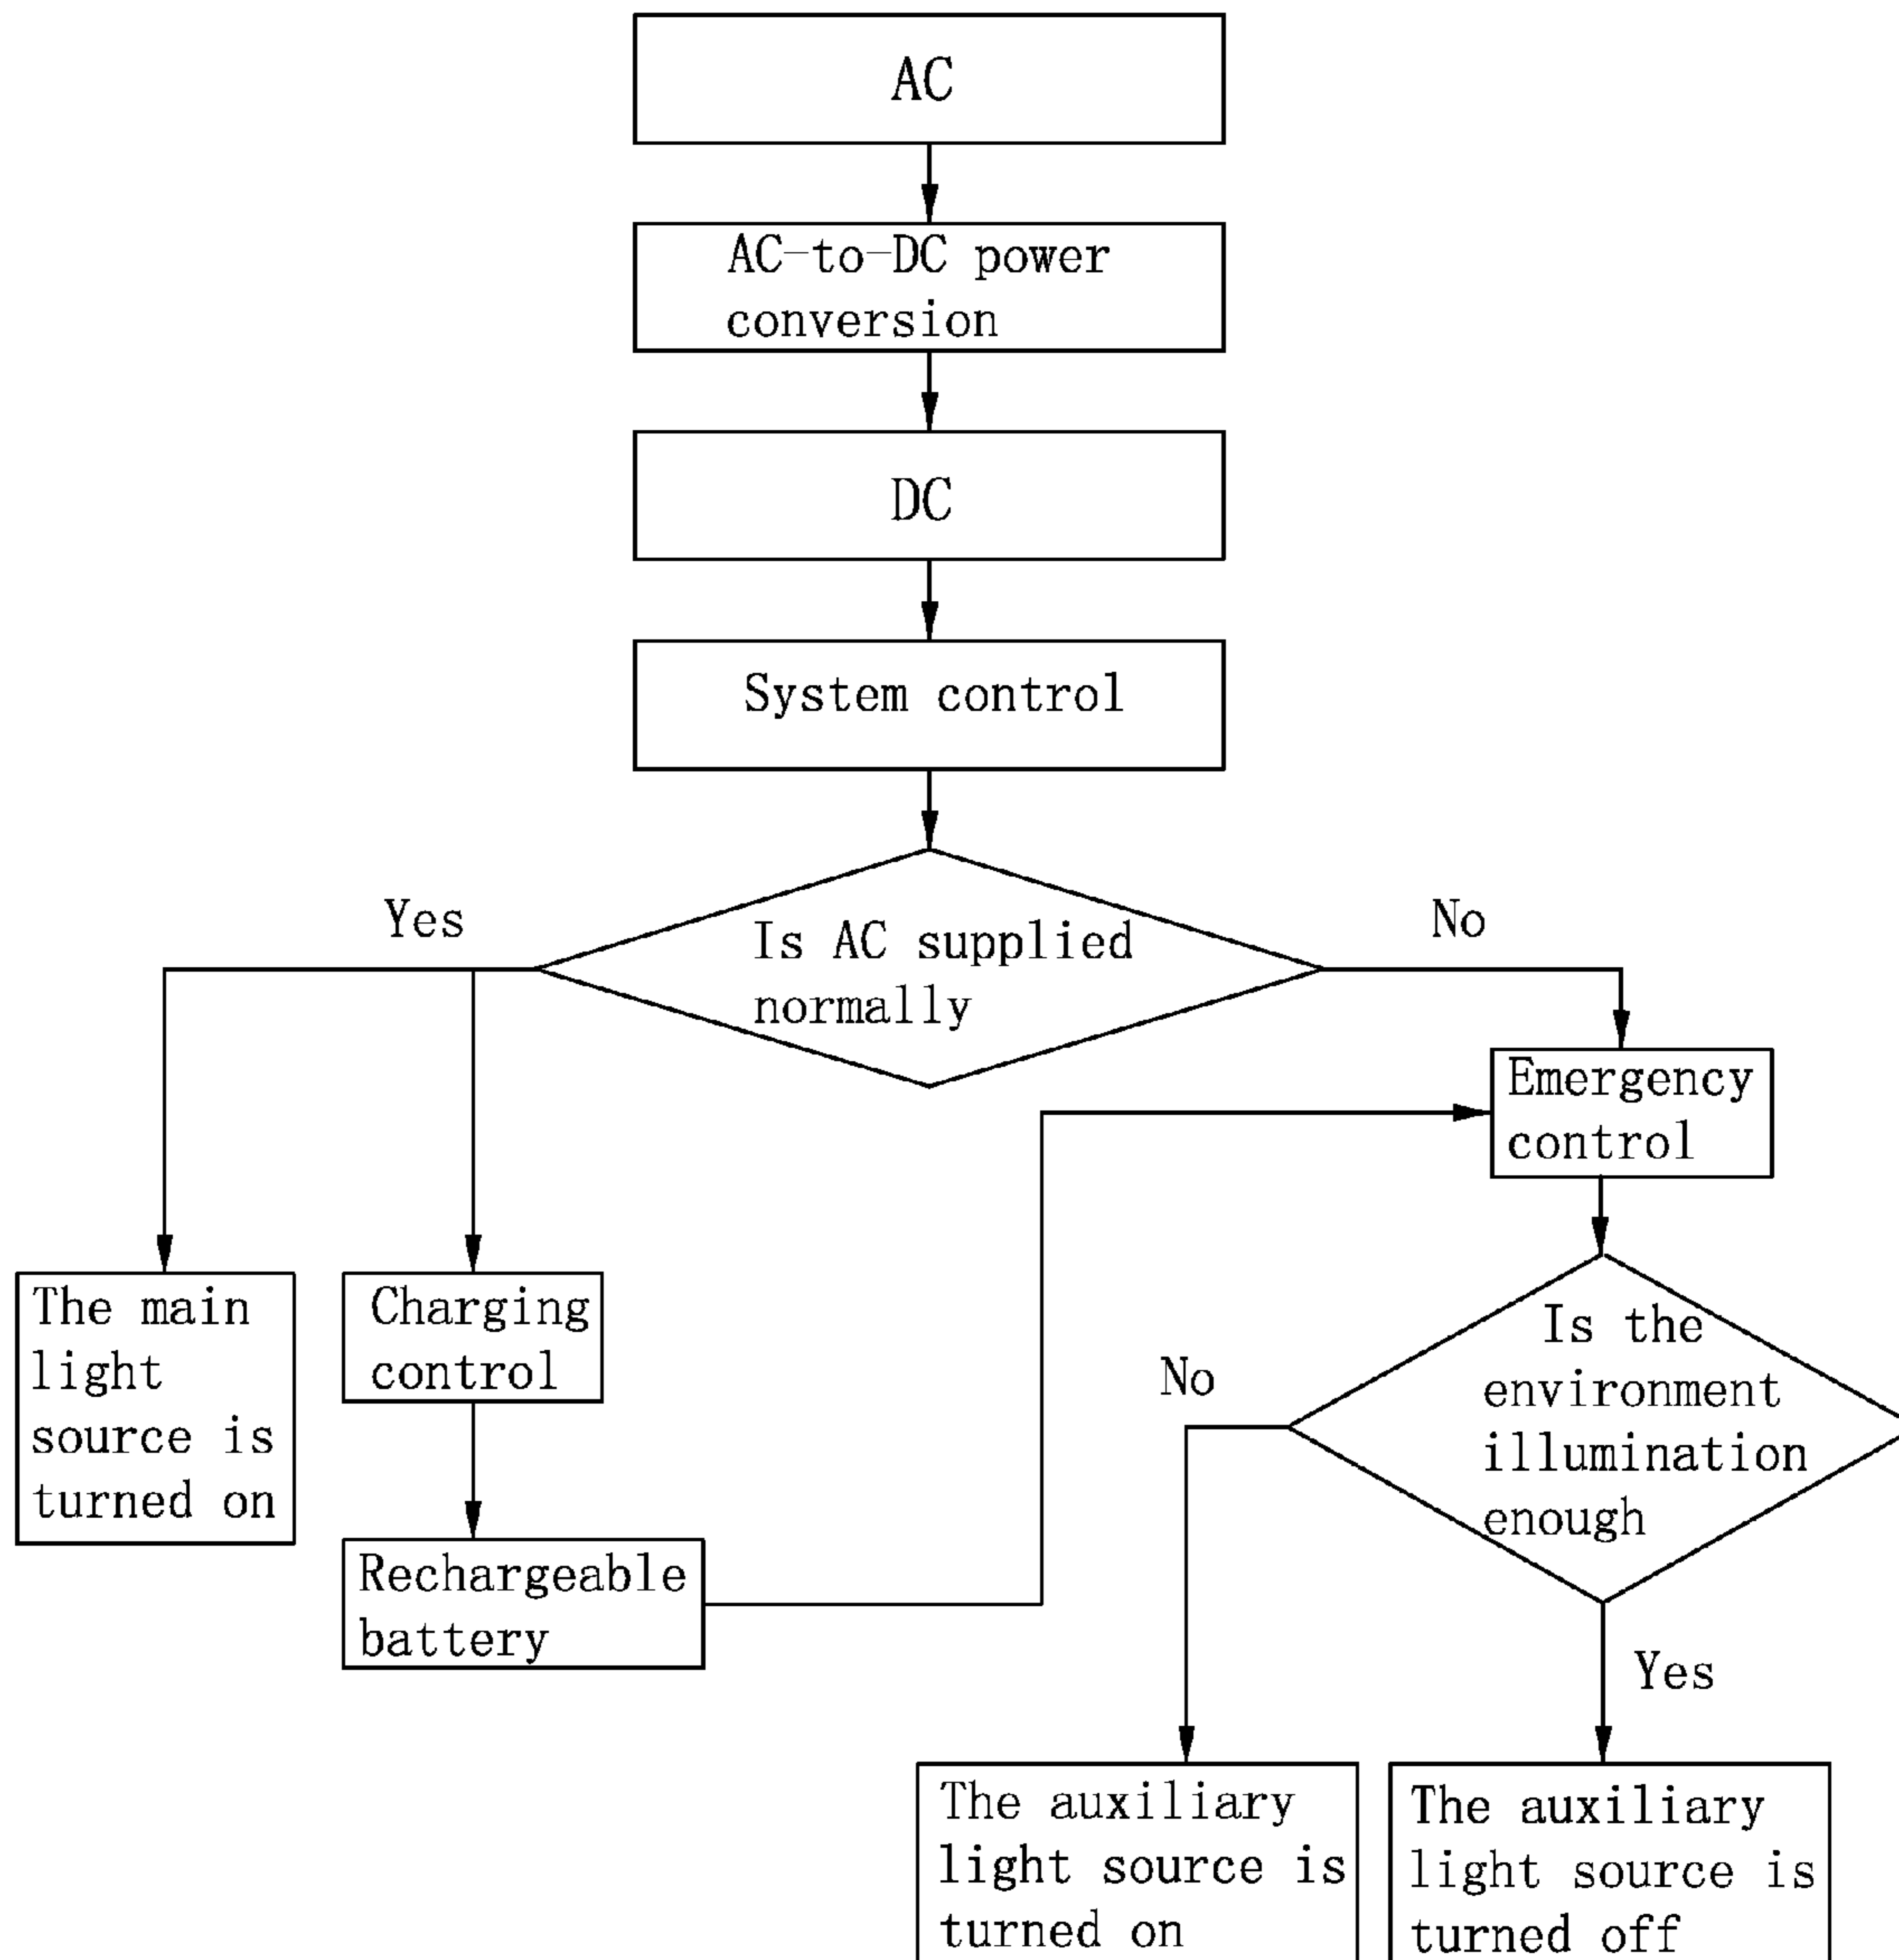 AC
AC-to-DC power
conversion
DC
System control
Yes
Is AC supplied
normally
No
Emergency
control
The main
light
source is
turned on
Charging
control
Rechargeable
battery
No
Is the
environment
illumination
enough
Yes
The auxiliary
light source is
turned on
The auxiliary
light source is
turned off